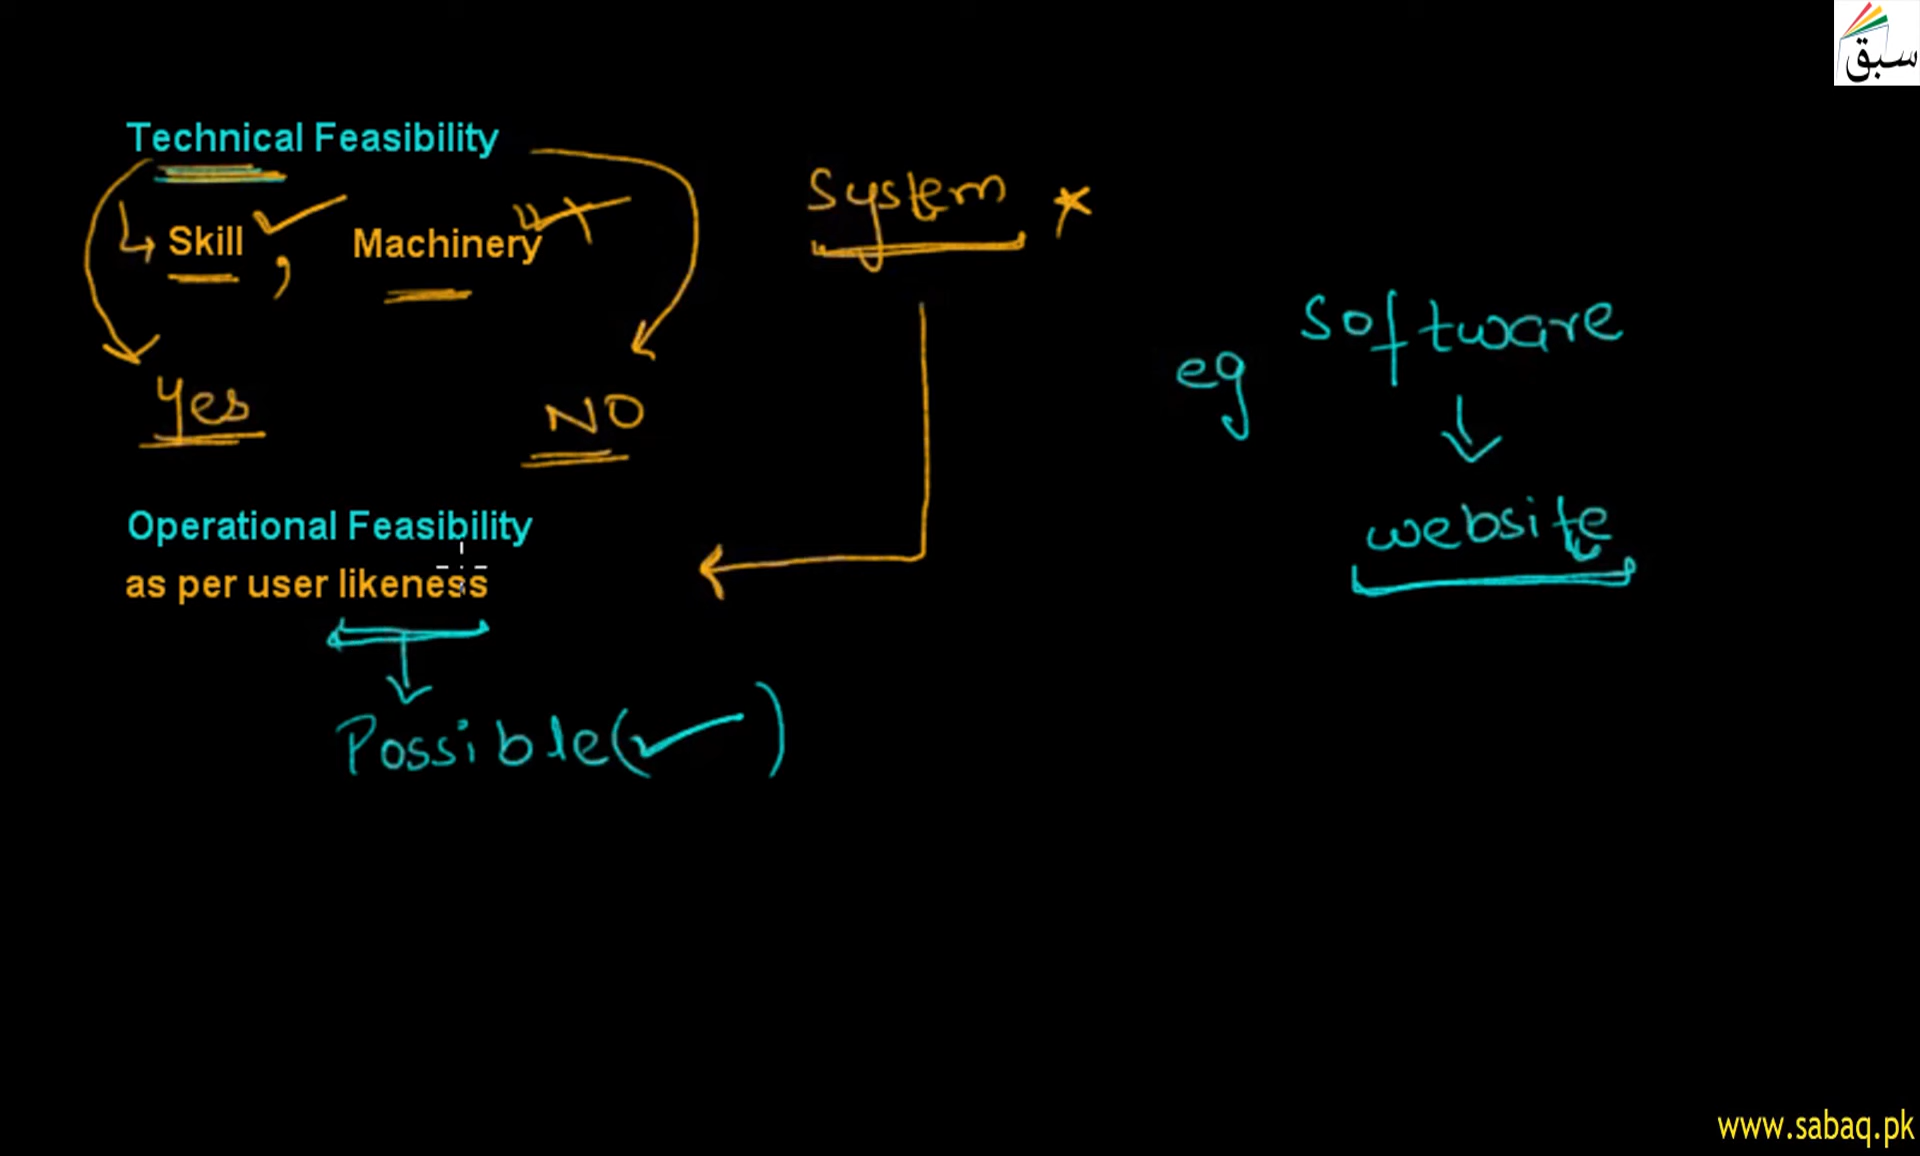 سبق
Technical Feasibility
Skill , Machinery
System
Yes
NO
eg Software
website
Operational Feasibility
as per user likeness
Possible( )
www.sabaq.pk